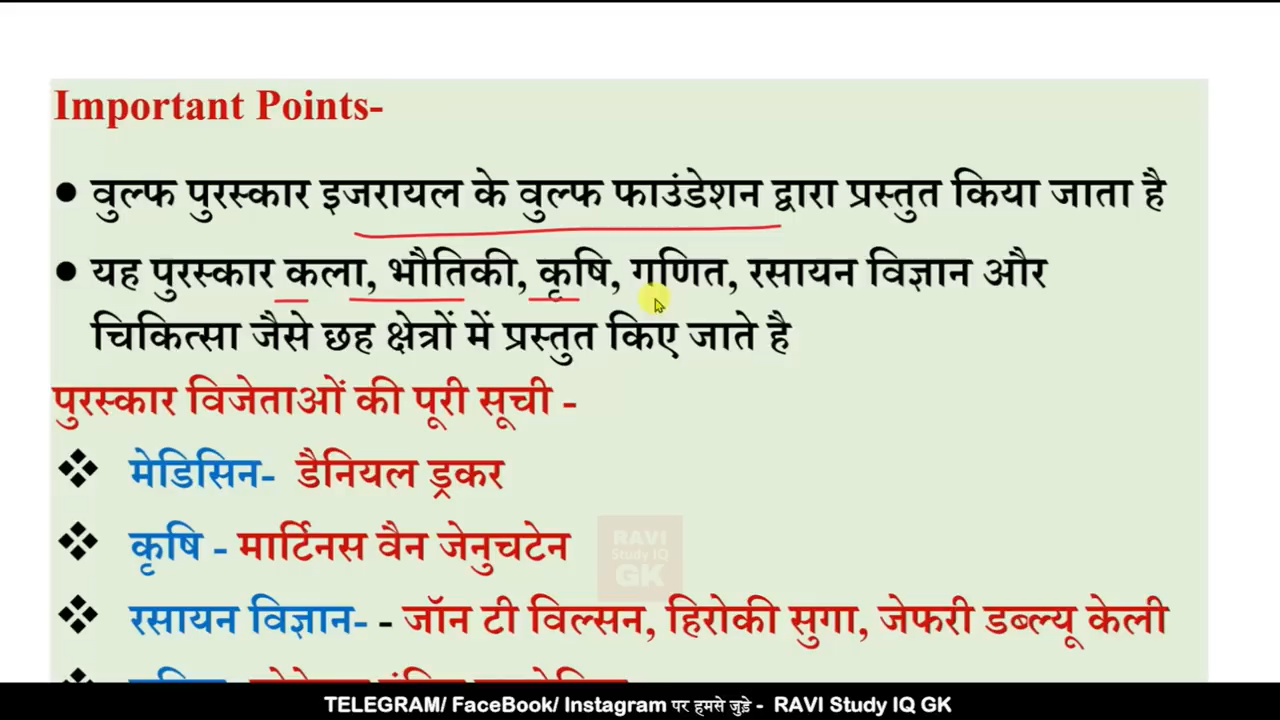 Important Points-
● वुल्फ पुरस्कार इजरायल के वुल्फ फाउंडेशन द्वारा प्रस्तुत किया जाता है
● यह पुरस्कार कला, भौतिकी, कृषि, गणित, रसायन विज्ञान और
चिकित्सा जैसे छह क्षेत्रों में प्रस्तुत किए जाते है
पुरस्कार विजेताओं की पूरी सूची -
❖ मेडिसिन- डैनियल ड्रकर
❖ कृषि - मार्टिनस वैन जेनुचटेन
RAVI
Study IQ
GK
❖ रसायन विज्ञान- - जॉन टी विल्सन, हिरोकी सुगा, जेफरी डब्ल्यू केली
TELEGRAM/ FaceBook/ Instagram पर हमसे जुड़े - RAVI Study IQ GK